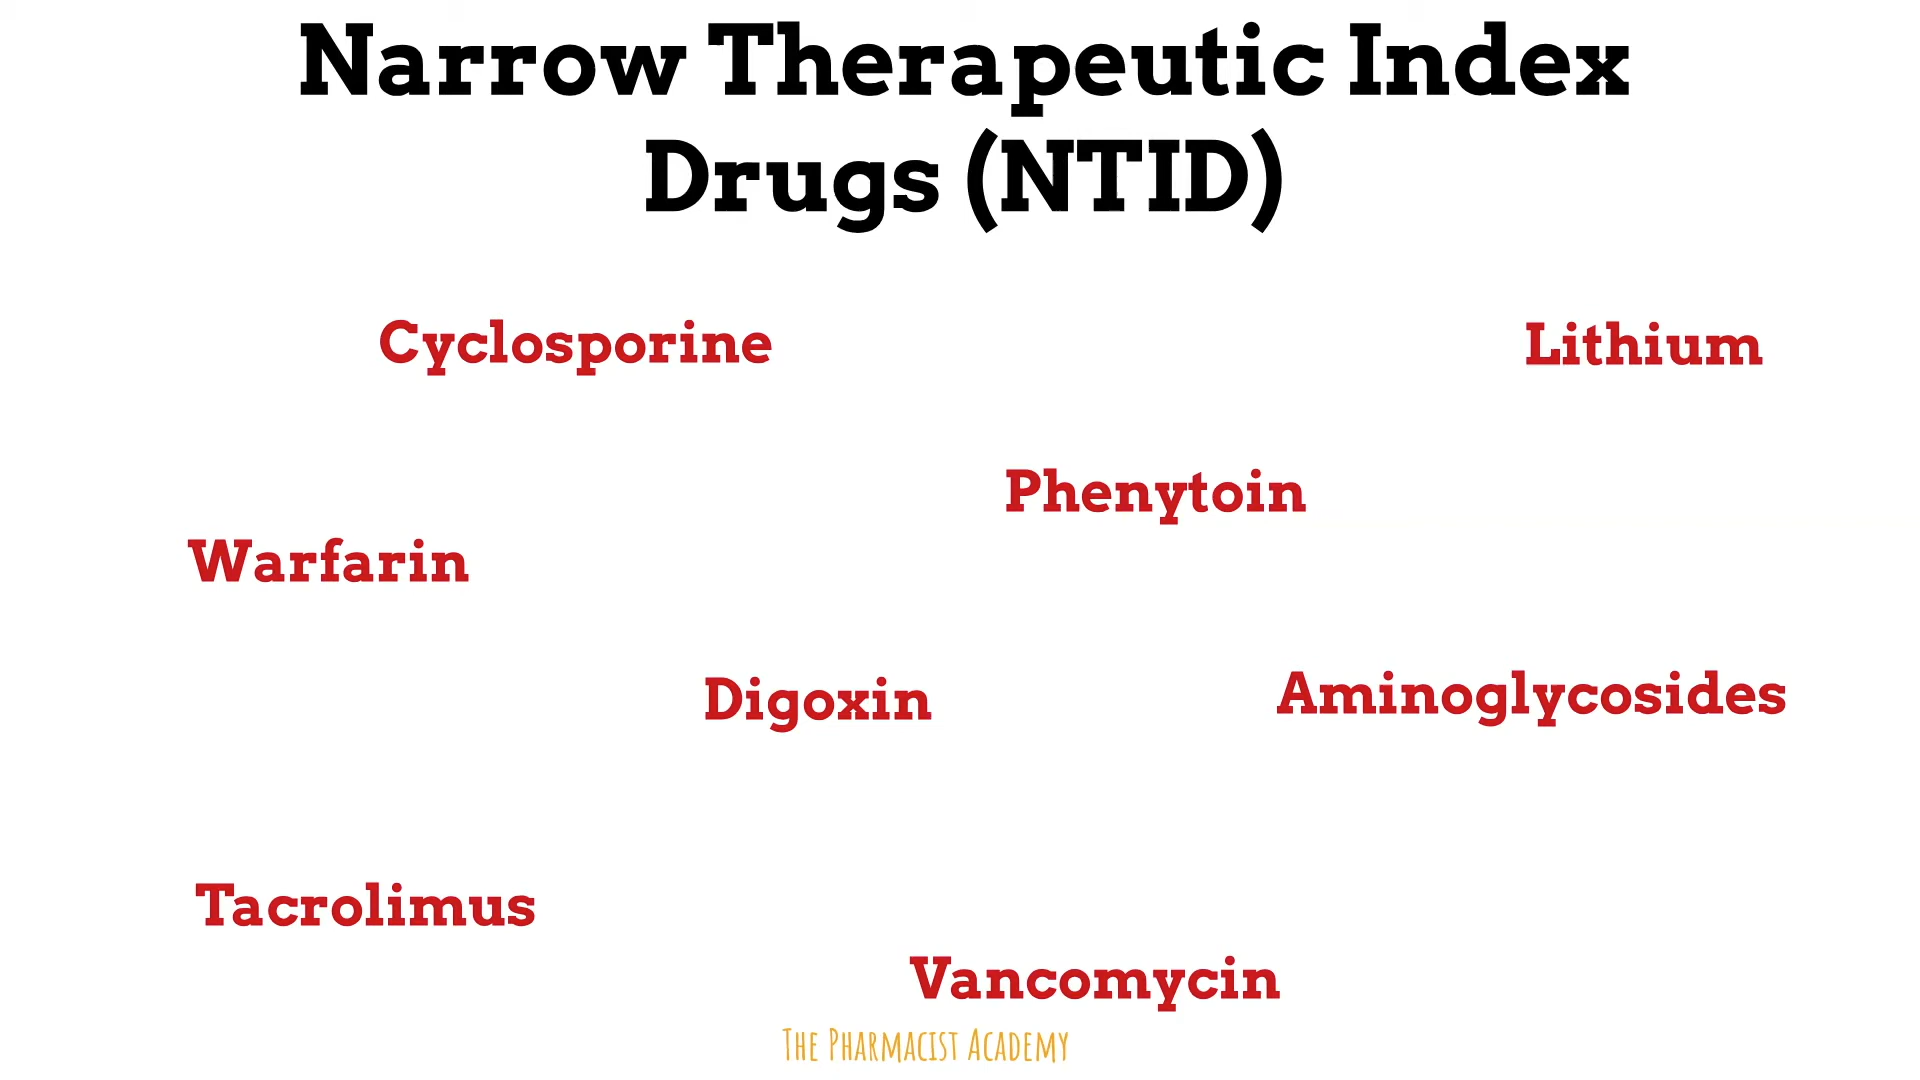 Narrow Therapeutic Index
Drugs (NTID)
Cyclosporine
Lithium
Phenytoin
Warfarin
Digoxin
Aminoglycosides
Tacrolimus
Vancomycin
The Pharmacist Academy